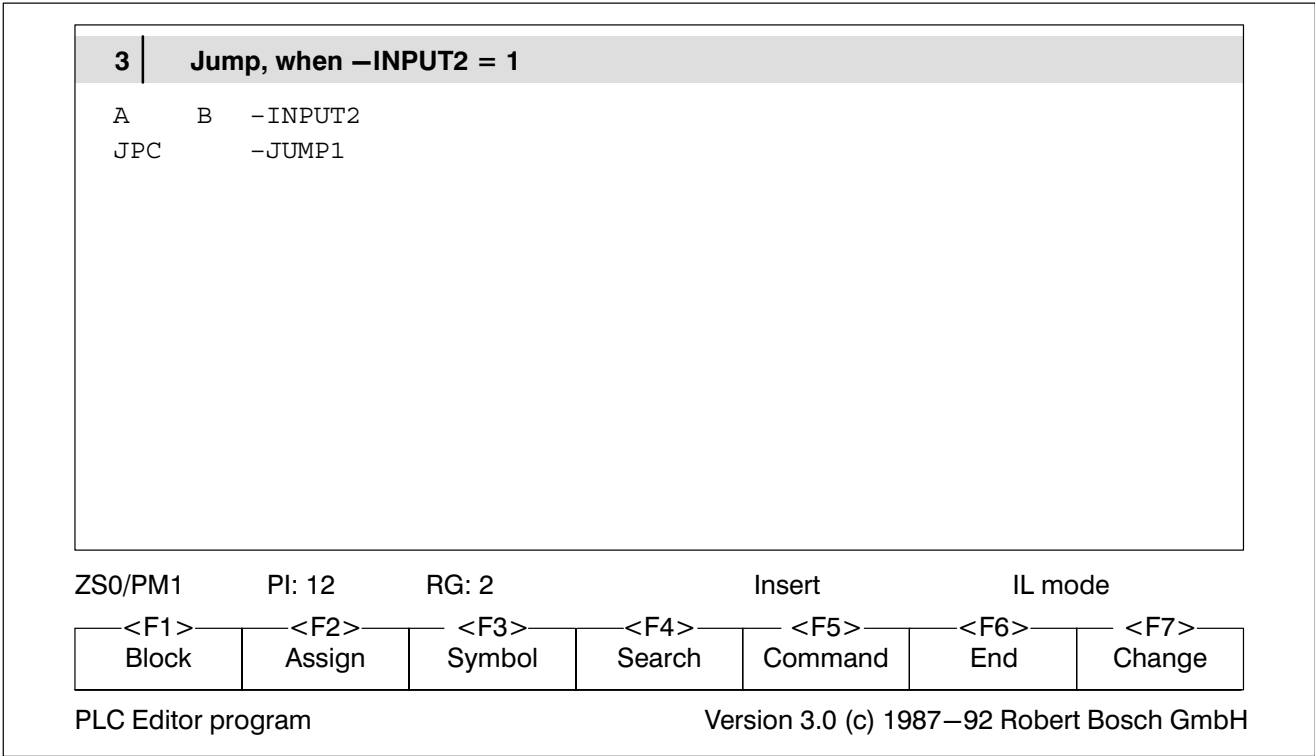 3 Jump, when —INPUT2 = 1
A B –INPUT2
JPC –JUMP1
ZS0/PM1 PI: 12 RG: 2 Insert IL mode
<F1> <F2> <F3> <F4> <F5> <F6> <F7>
Block Assign Symbol Search Command End Change
PLC Editor program Version 3.0 (c) 1987—92 Robert Bosch GmbH